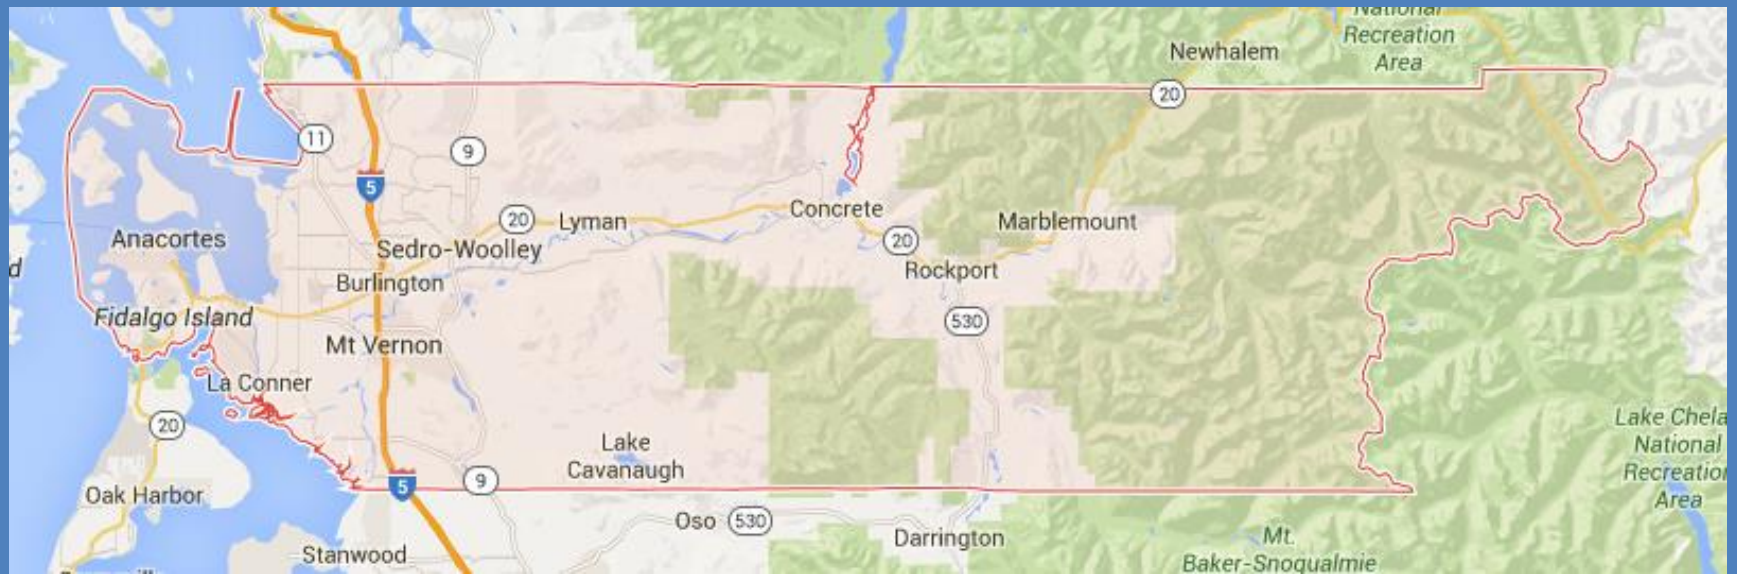 National
Recreation
Area
Newhalem
20
11
9
5
20
Lyman
Concrete
Marblemount
20
Anacortes
Sedro-Woolley
Rockport
Burlington
Fidalgo Island
530
Mt Vernon
La Conner
20
Lake
Cavanaugh
Lake Chela
National
Recreation
Area
9
5
Oak Harbor
Oso
530
Darrington
Stanwood
Mt.
Baker-Snoqualmie
d